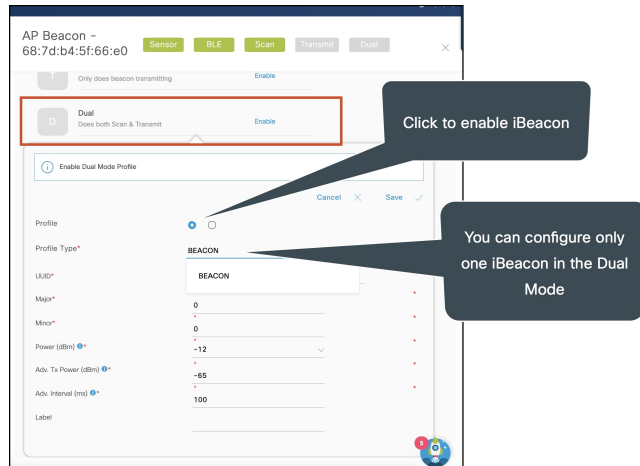 AP Beacon -
68:7d:b4:5f:66:e0
Sensor BLE Scan Transmit Dual
T
Only does beacon transmitting Enable
Dual
D Does both Scan & Transmit Enable
Click to enable iBeacon
i Enable Dual Mode Profile
Cancel Save
Profile
Profile Type* BEACON
BEACON
You can configure only
one iBeacon in the Dual
Mode
UUID*
Major* 0 *
*
Minor* 0 *
*
Power (dBm) i* -12 *
*
Adv. Tx Power (dBm) i* -65 *
*
Adv. Interval (ms) i* 100 *
Label
5